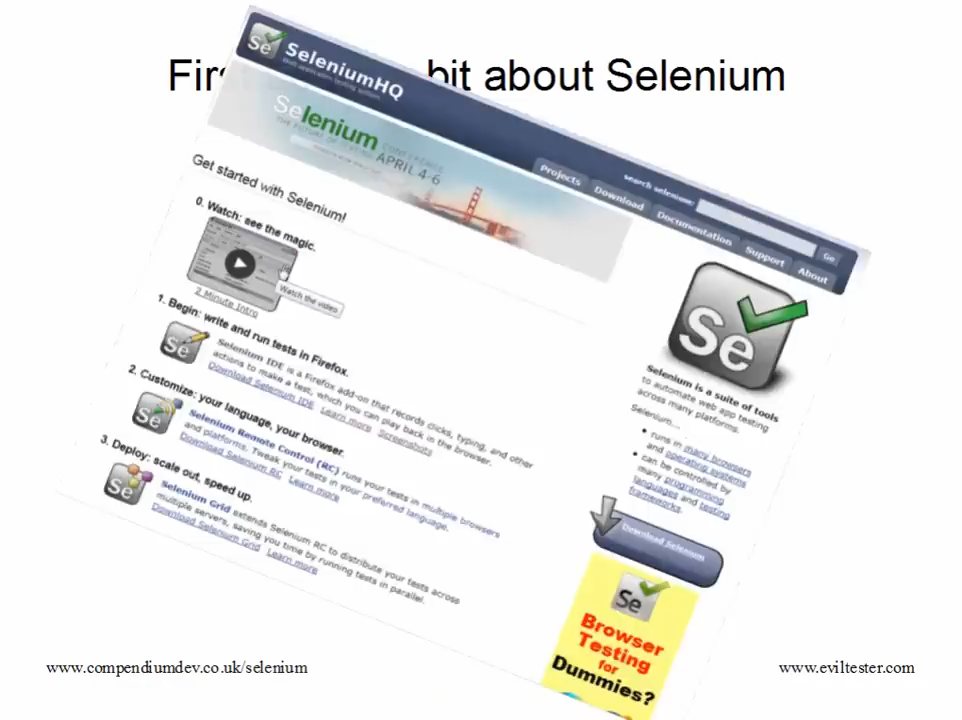 Fir bit about Selenium
SeleniumHQ
Web application testing system
Selenium CONFERENCE
THE FUTURE OF TESTING APRIL 4-6
Projects Download Documentation Support About
search selenium: Go
Get started with Selenium!
0. Watch: see the magic.
Watch the video
2 Minute Intro
1. Begin: write and run tests in Firefox.
Selenium IDE is a Firefox add-on that records clicks, typing, and other
actions to make a test, which you can play back in the browser.
Download Selenium IDE Learn more Screenshots
2. Customize: your language, your browser.
Selenium Remote Control (RC) runs your tests in multiple browsers
and platforms. Tweak your tests in your preferred language.
Download Selenium RC Learn more
3. Deploy: scale out, speed up.
Selenium Grid extends Selenium RC to distribute your tests across
multiple servers, saving you time by running tests in parallel.
Download Selenium Grid Learn more
Se
Selenium is a suite of tools
to automate web app testing
across many platforms.
Selenium...
• runs in many browsers
and operating systems
• can be controlled by
many programming
languages and testing
frameworks.
Download Selenium
Se
Browser
Testing
for
Dummies?
www.compendiumdev.co.uk/selenium
www.eviltester.com